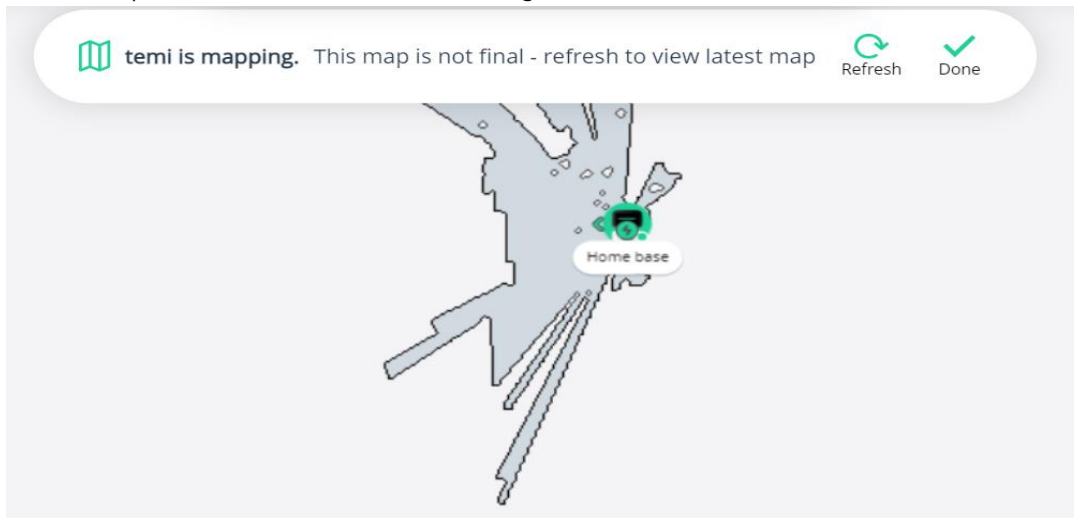 temi is mapping. This map is not final - refresh to view latest map
Refresh
Done
Home base